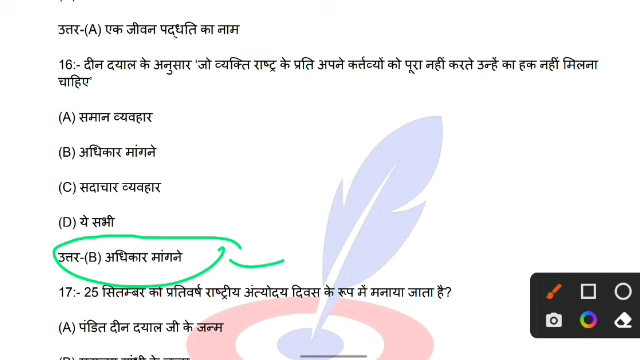 उत्तर-(A) एक जीवन पद्धति का नाम
16:- दीन दयाल के अनुसार 'जो व्यक्ति राष्ट्र के प्रति अपने कर्त्तव्यों को पूरा नहीं करते उन्हें का हक नहीं मिलना
चाहिए’
(A) समान व्यवहार
(B) अधिकार मांगने
(C) सदाचार व्यवहार
(D) ये सभी
उत्तर-(B) अधिकार मांगने
17:- 25 सितम्बर को प्रतिवर्ष राष्ट्रीय अंत्योदय दिवस के रूप में मनाया जाता है?
(A) पंडित दीन दयाल जी के जन्म